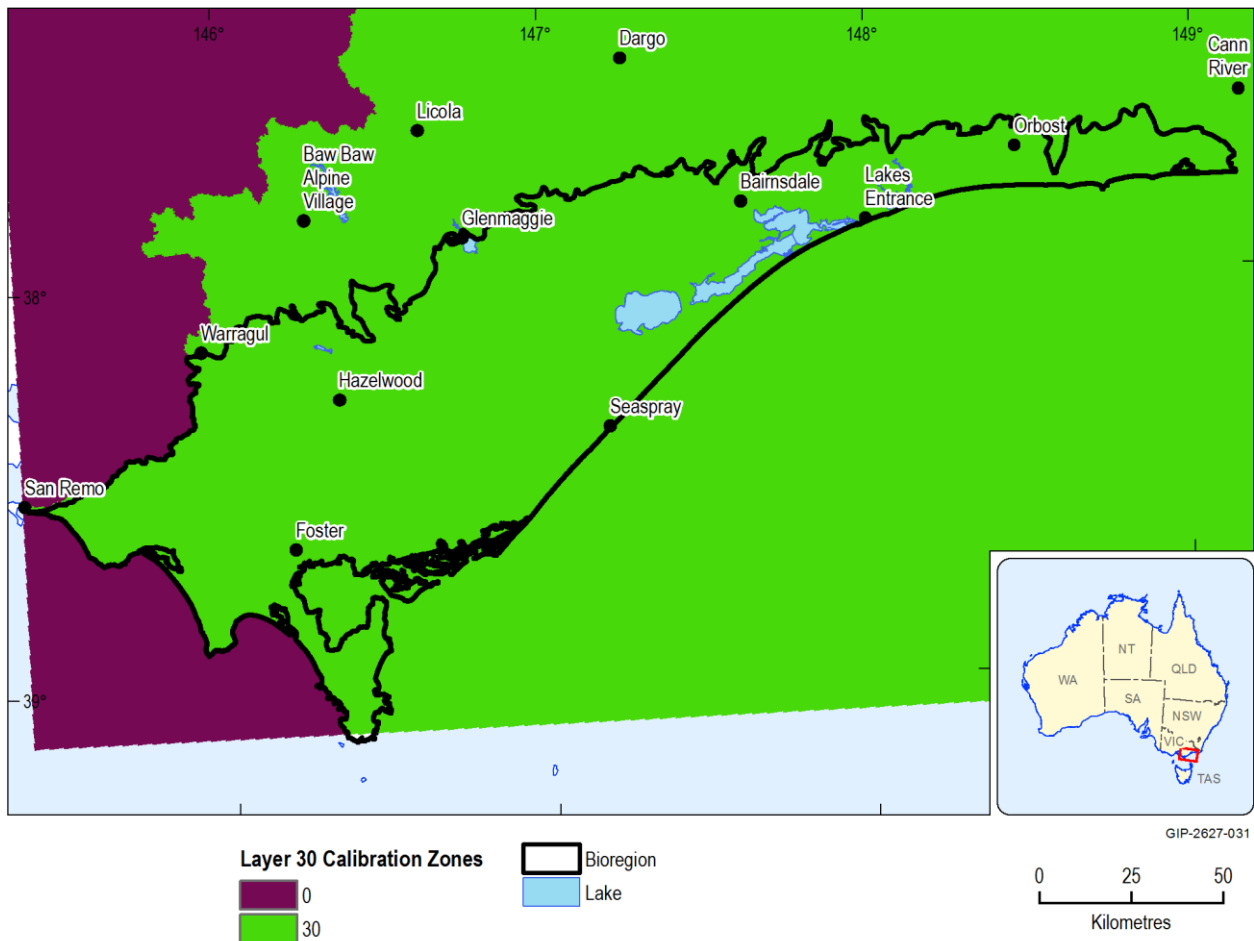 146°
147°
148°
149°
Dargo
Cann
River
Licola
Orbost
Baw Baw
Alpine
Village
Bairnsdale
Lakes
Entrance
Glenmaggie
38°
Warragul
Hazelwood
Seaspray
San Remo
Foster
39°
NT
QLD
WA
SA
NSW
VIC
TAS
GIP-2627-031
Layer 30 Calibration Zones
0
30
Bioregion
Lake
0 25 50
Kilometres